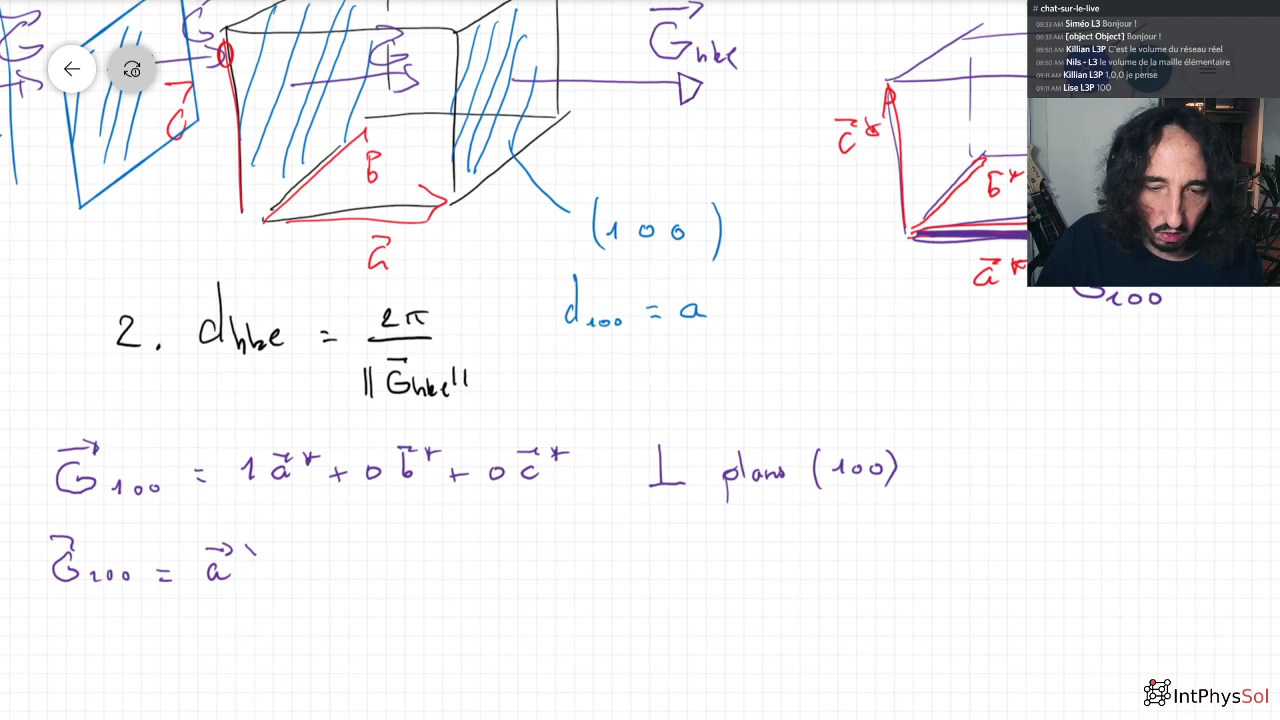 # chat-sur-le-live
08:33 AM Siméo L3 Bonjour !
08:33 AM [object Object] Bonjour !
08:50 AM Killian L3P C'est le volume du réseau réel
08:50 AM Nils - L3 le volume de la maille élémentaire
09:11 AM Killian L3P 1,0,0 je pense
09:11 AM Lise L3P 100
G G G G hkl
c
b
a
(1 0 0)
c*
b*
a*
G100
2. dhkl = 2π / ||Ghkl||
d100 = a
G100 = 1 a* + 0 b* + 0 c* ⊥ plans (100)
G100 = a
IntPhysSol